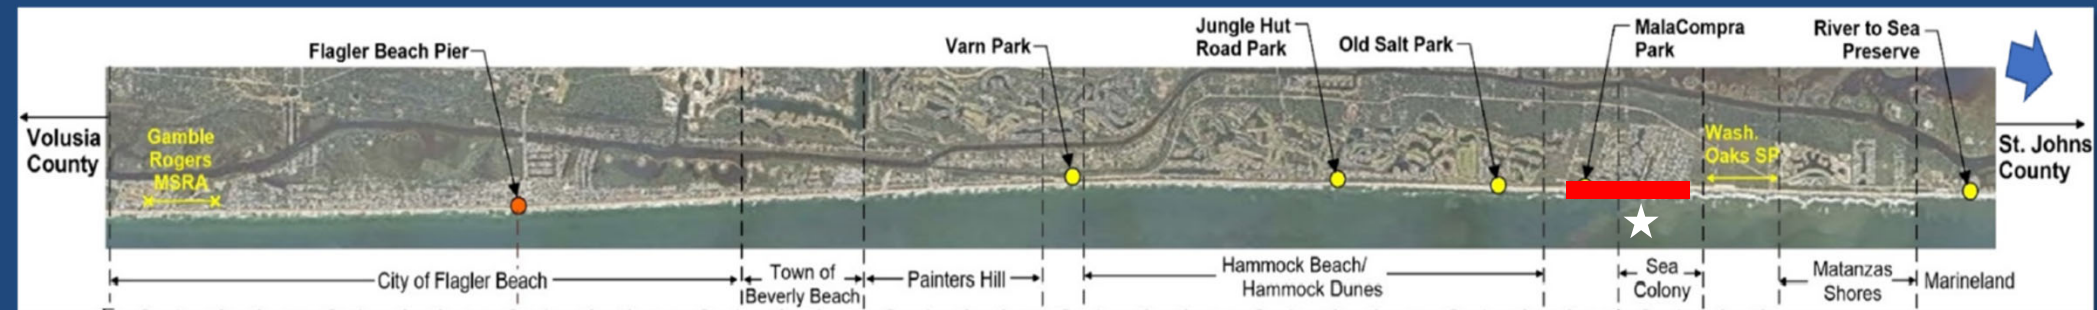 Flagler Beach Pier
Varn Park
Jungle Hut
Road Park
Old Salt Park
MalaCompra
Park
River to Sea
Preserve
Volusia
County
Gamble
Rogers
MSRA
Wash.
Oaks SP
St. Johns
County
City of Flagler Beach
Town of
Beverly Beach
Painters Hill
Hammock Beach/
Hammock Dunes
Sea
Colony
Matanzas
Shores
Marineland